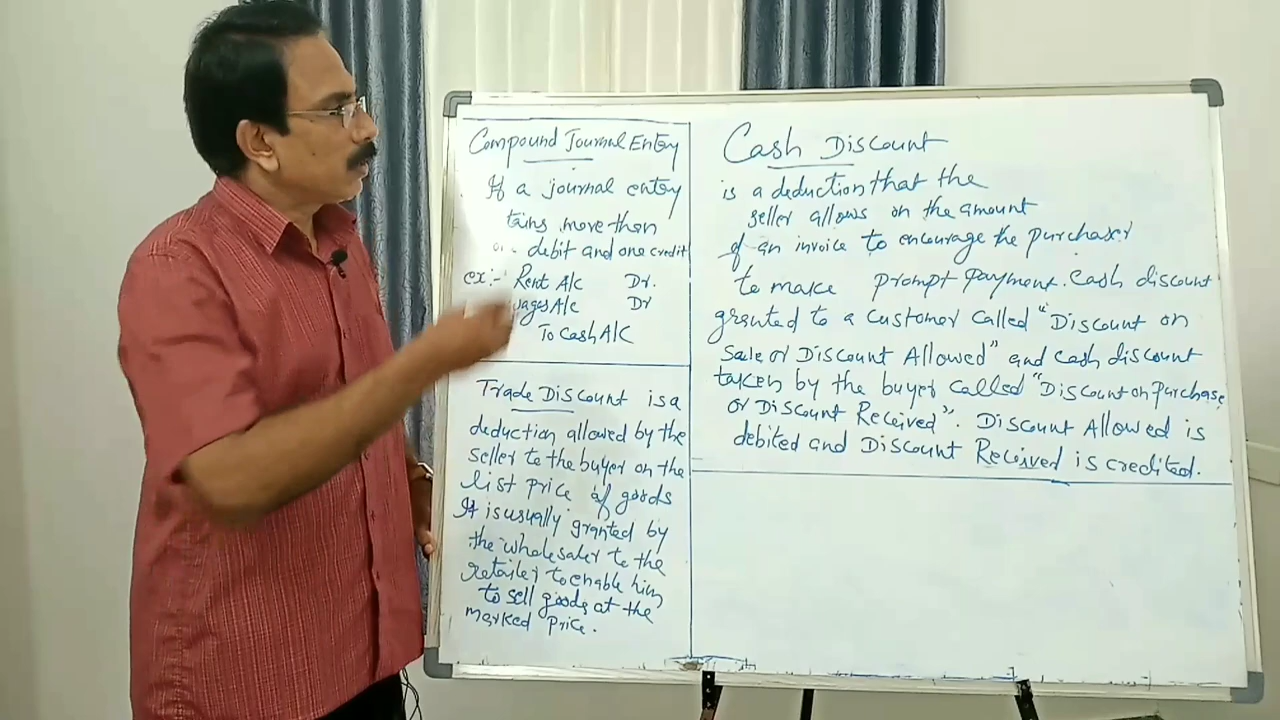 Compound Journal Entry
If a journal entry
tains more than
debit and one credit
ex:- Rent A/c Dr.
wages A/c Dr
To Cash A/C
Trade Discount is a
deduction allowed by the
seller to the buyer on the
list price of goods
It is usually granted by
the wholesaler to the
retailer to enable him
to sell goods at the
marked price.
Cash Discount
is a deduction that the
seller allows on the amount
of an invoice to encourage the purchaser
to make prompt payment. Cash discount
granted to a customer called "Discount on
Sale or Discount Allowed" and cash discount
taken by the buyer called "Discount on purchase
or Discount Received". Discount Allowed is
debited and Discount Received is credited.